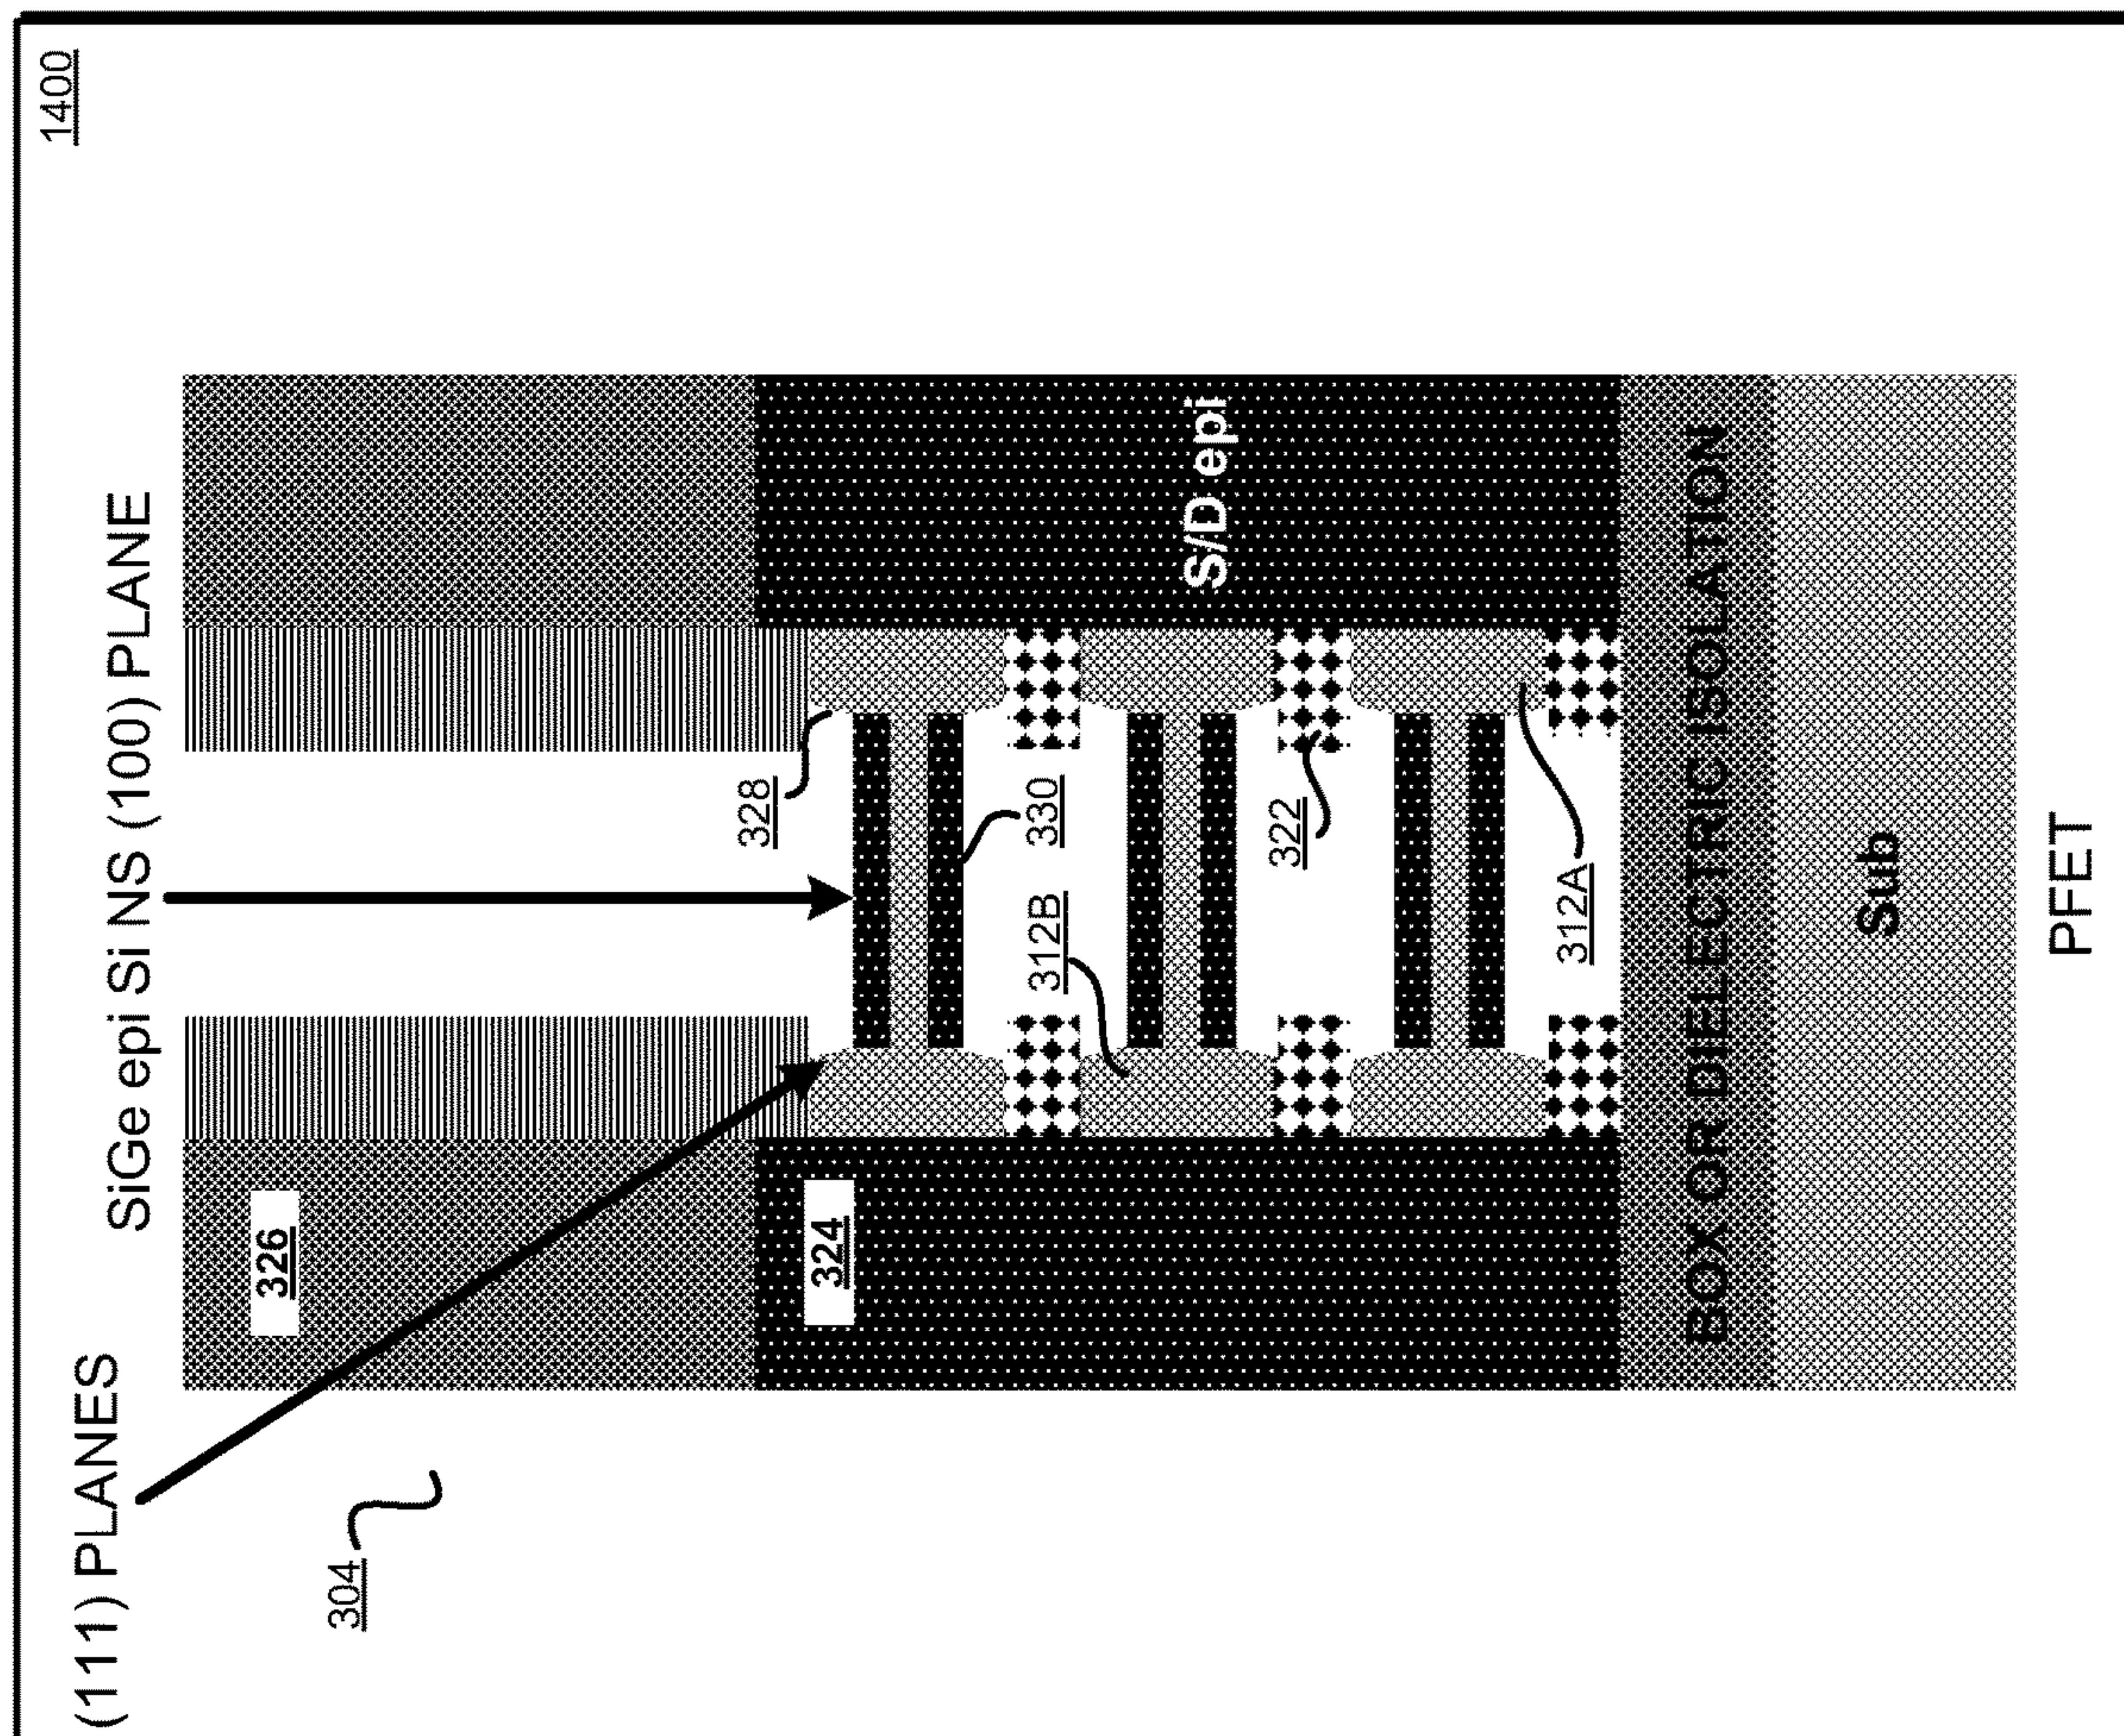 1400
(111) PLANES
SiGe epi Si NS (100) PLANE
304
326
328
324
330
312B
S/D epi
322
312A
BOX OR DIELECTRIC ISOLATION
Sub
PFET